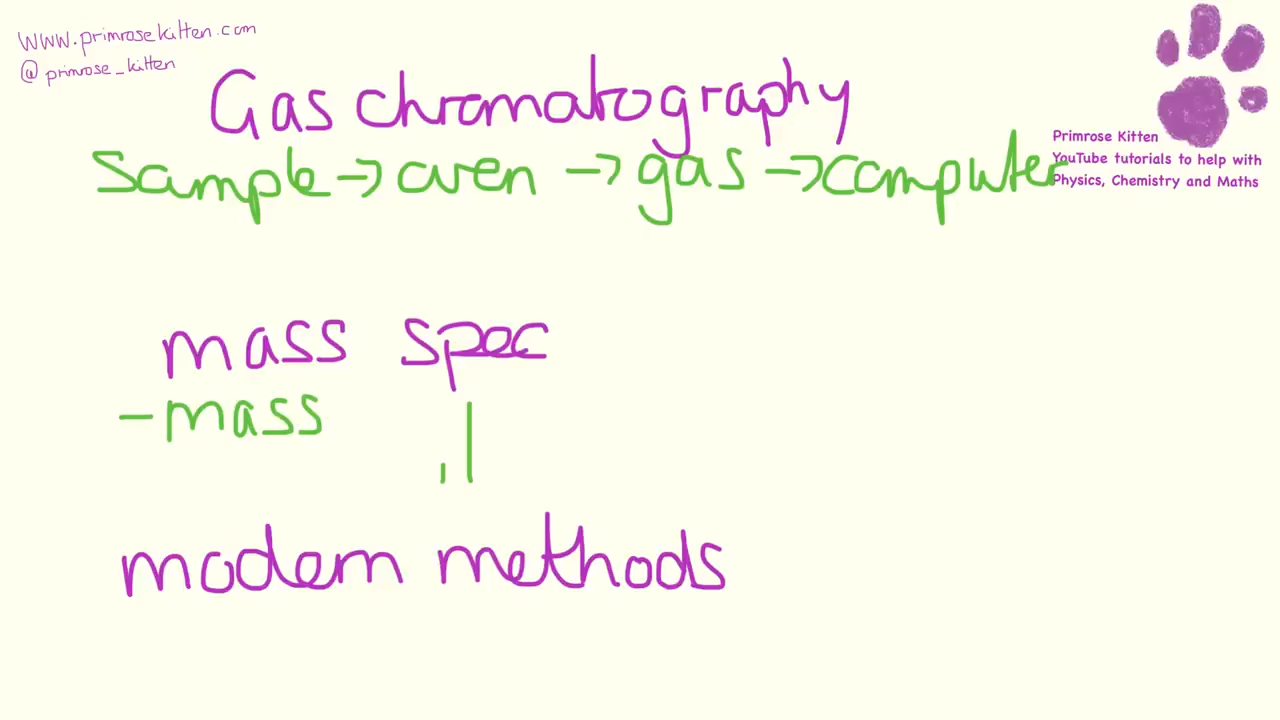 www.primrosekitten.com
@primrose_kitten
Gas chromatography
Sample → oven → gas → computer
Primrose Kitten
YouTube tutorials to help with
Physics, Chemistry and Maths
mass spec
- mass
modern methods